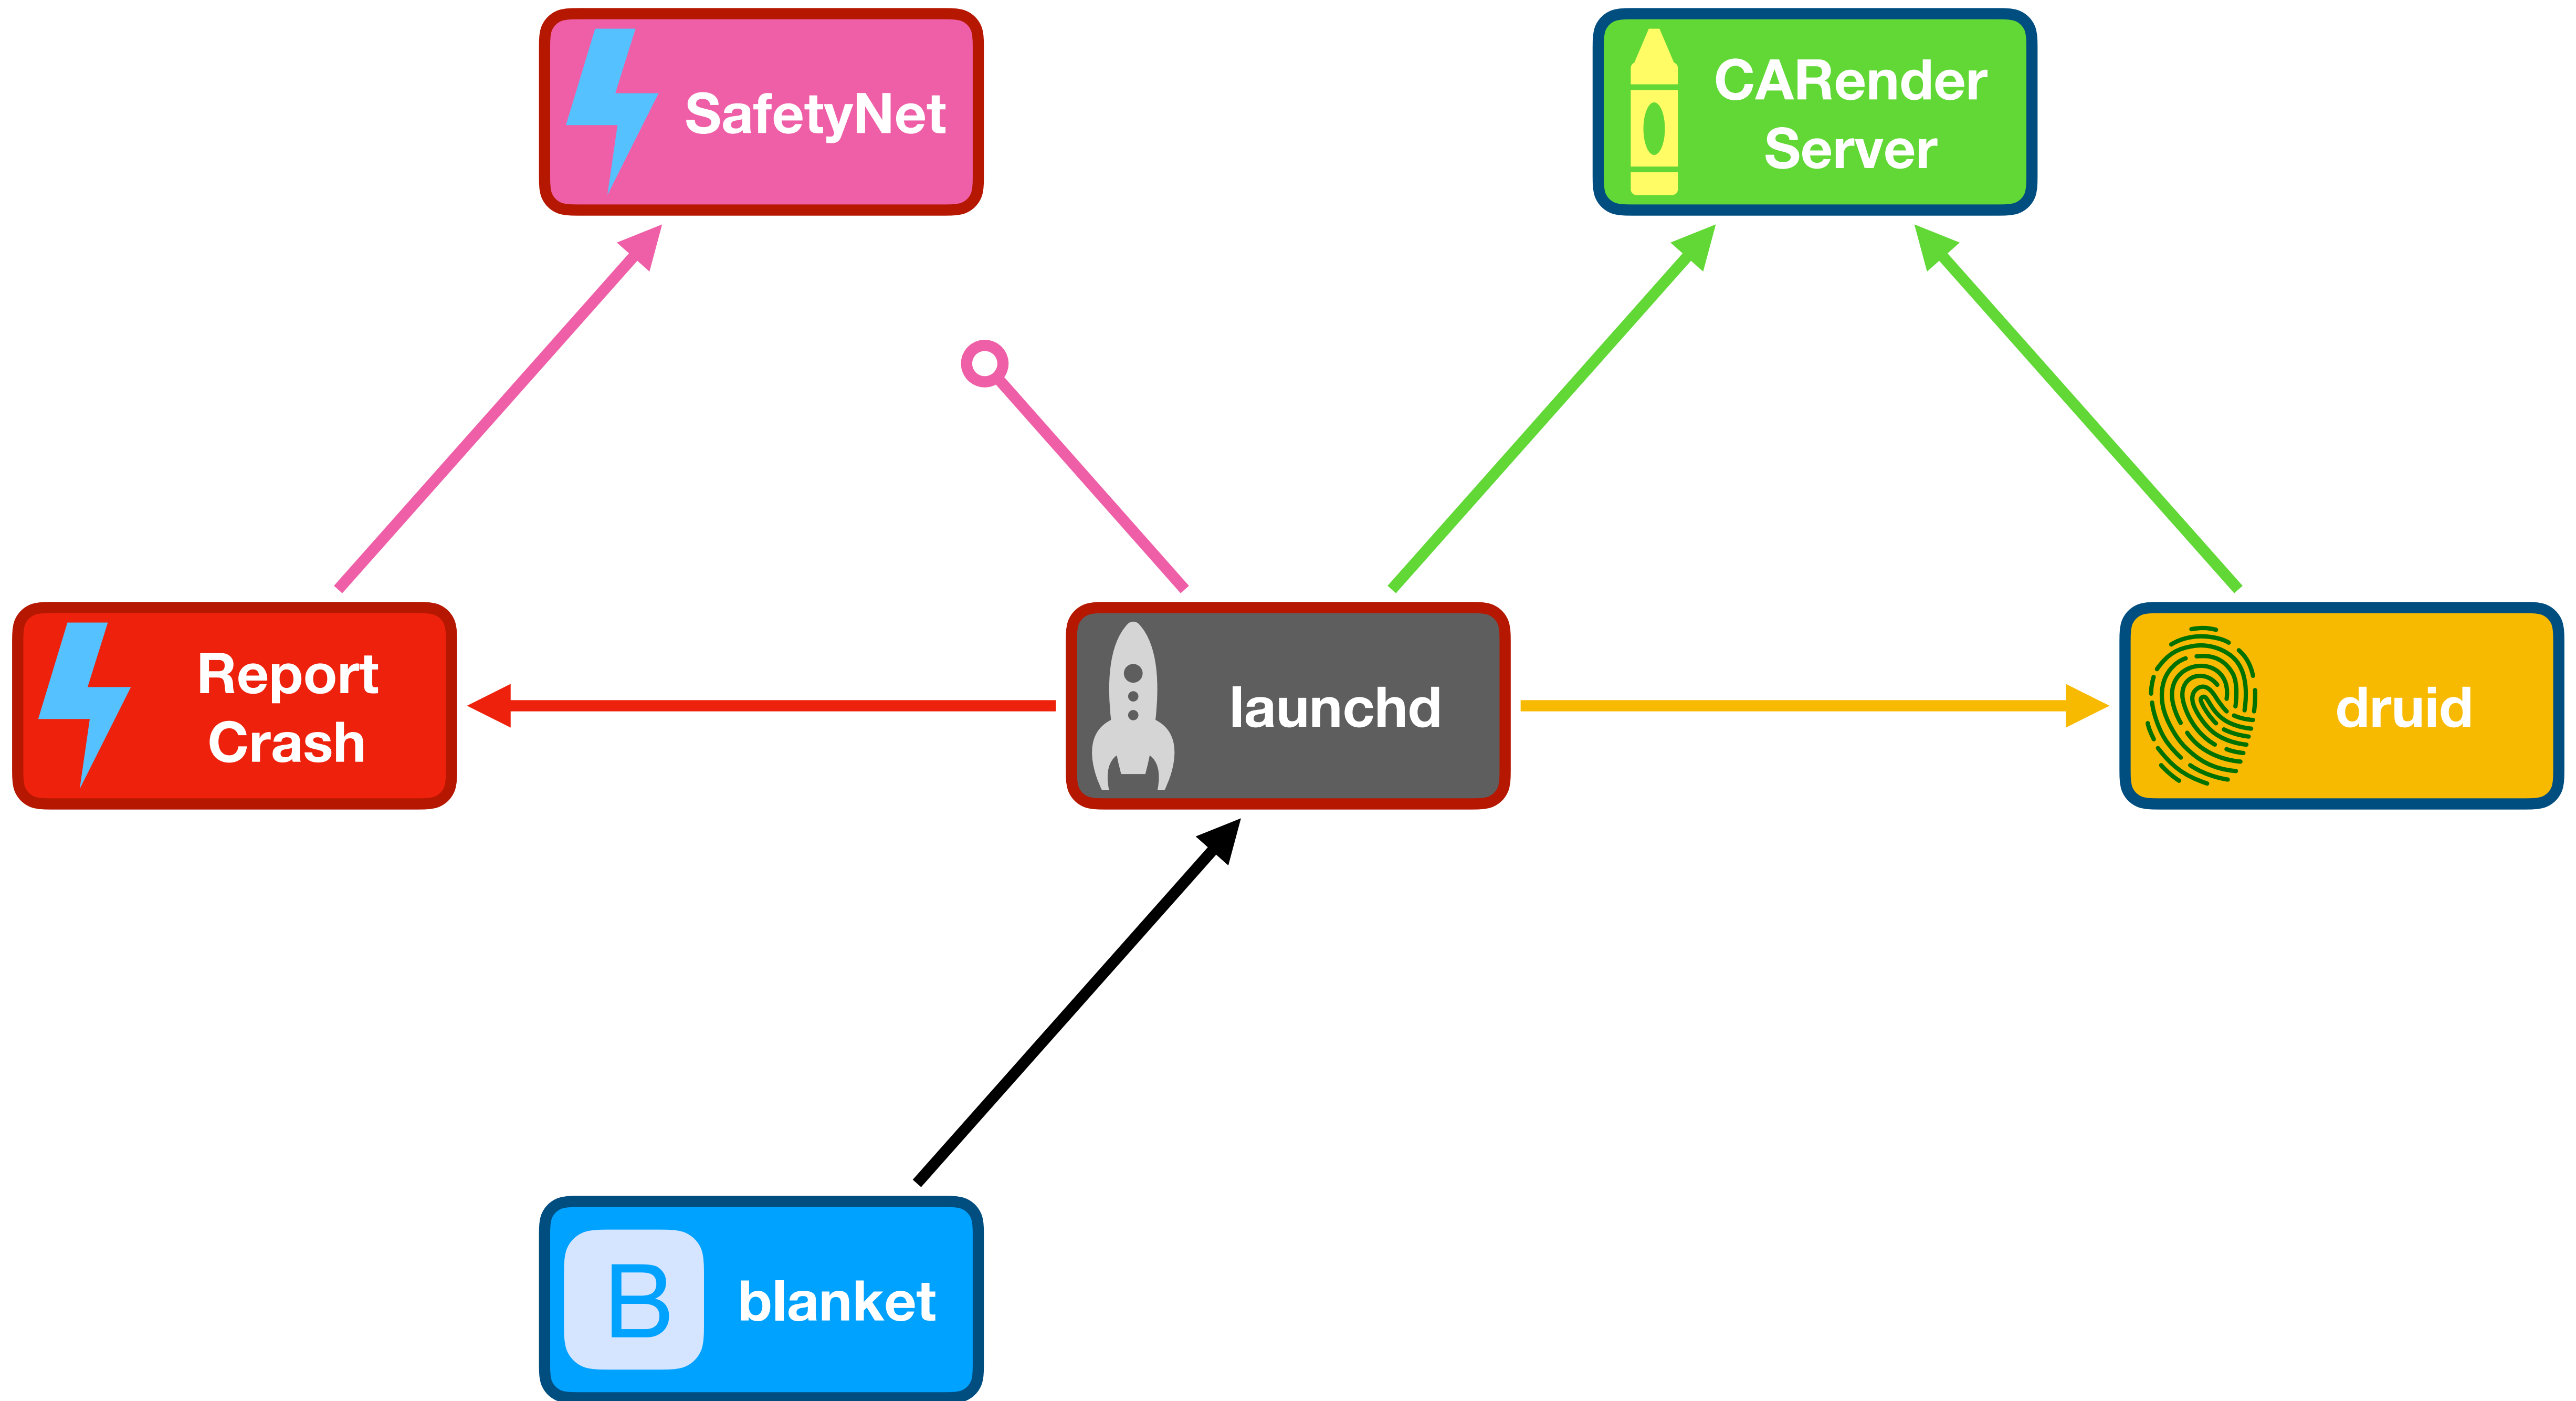 SafetyNet
CARender
Server
Report
Crash
launchd
druid
B
blanket